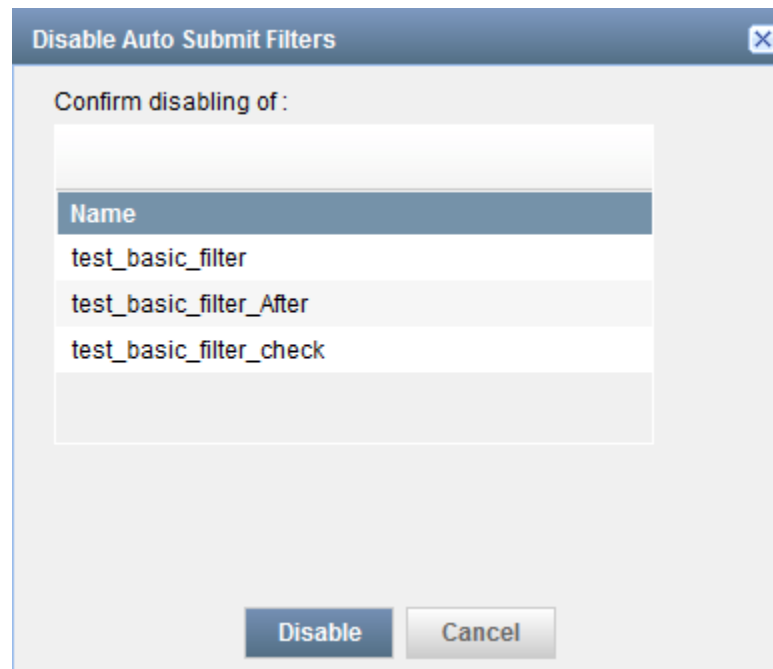 Disable Auto Submit Filters
Confirm disabling of :
Name
test_basic_filter
test_basic_filter_After
test_basic_filter_check
Disable
Cancel